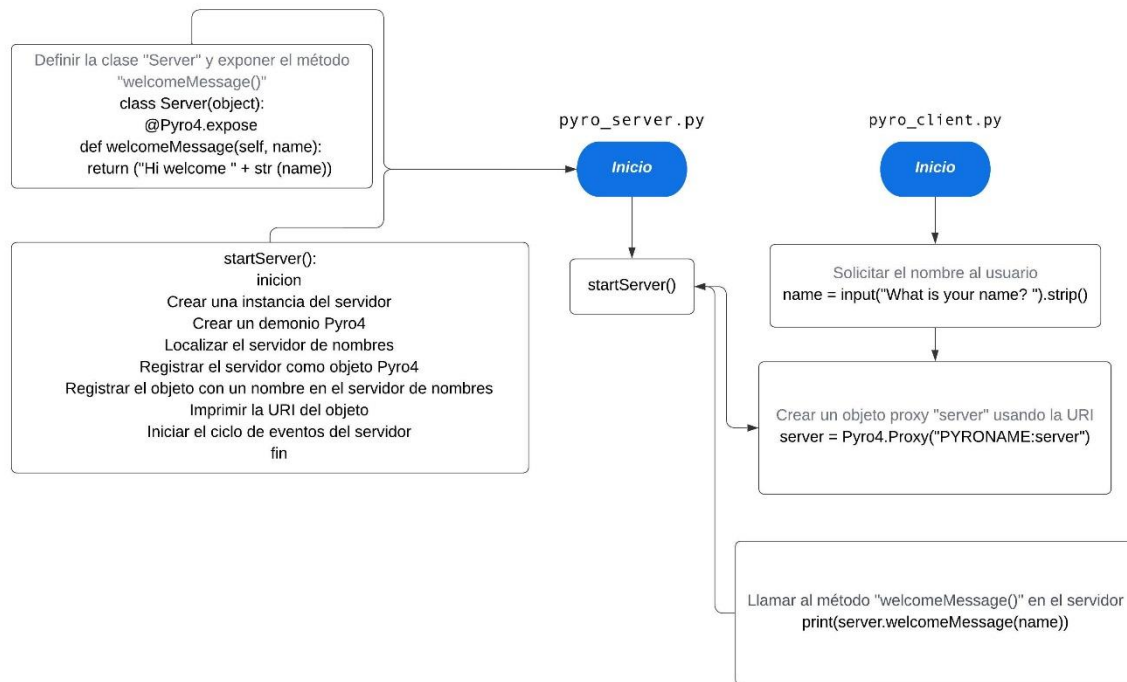 Definir la clase "Server" y exponer el método
"welcomeMessage()"
class Server(object):
@Pyro4.expose
def welcomeMessage(self, name):
return ("Hi welcome " + str (name))
startServer():
inicion
Crear una instancia del servidor
Crear un demonio Pyro4
Localizar el servidor de nombres
Registrar el servidor como objeto Pyro4
Registrar el objeto con un nombre en el servidor de nombres
Imprimir la URI del objeto
Iniciar el ciclo de eventos del servidor
fin
pyro_server.py
Inicio
startServer()
pyro_client.py
Inicio
Solicitar el nombre al usuario
name = input("What is your name? ").strip()
Crear un objeto proxy "server" usando la URI
server = Pyro4.Proxy("PYRONAME:server")
Llamar al método "welcomeMessage()" en el servidor
print(server.welcomeMessage(name))